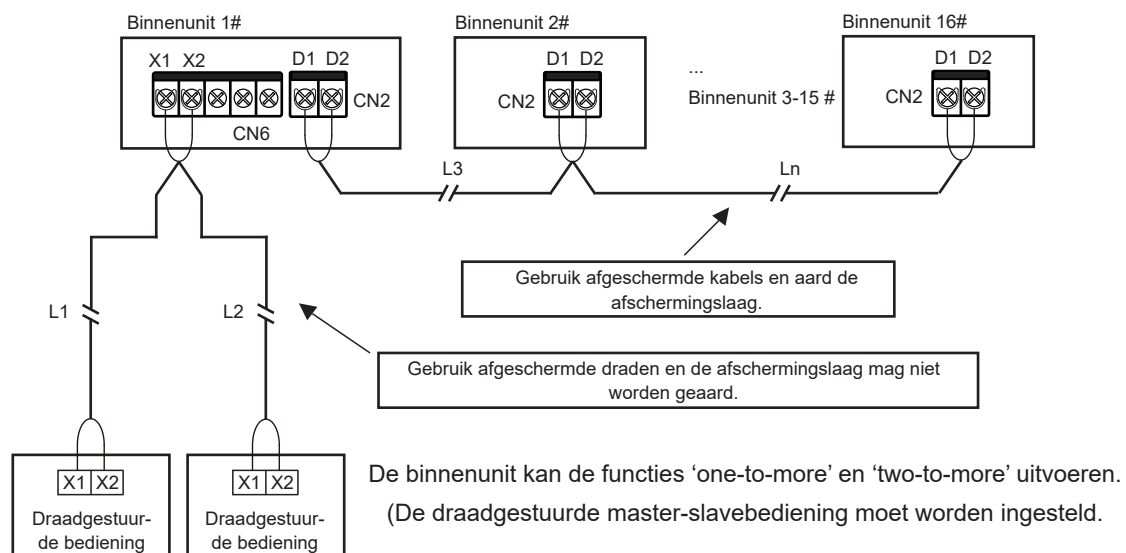 Binnenunit 1#
Binnenunit 2#
Binnenunit 16#
X1 X2
D1 D2
CN2
CN6
D1 D2
CN2
...
Binnenunit 3-15 #
D1 D2
CN2
L3
Ln
Gebruik afgeschermde kabels en aard de
afschermingslaag.
L1
L2
Gebruik afgeschermde draden en de afschermingslaag mag niet
worden geaard.
X1 X2
Draadgestuur-
de bediening
X1 X2
Draadgestuur-
de bediening
De binnenunit kan de functies ‘one-to-more’ en ‘two-to-more’ uitvoeren.
(De draadgestuurde master-slavebediening moet worden ingesteld.